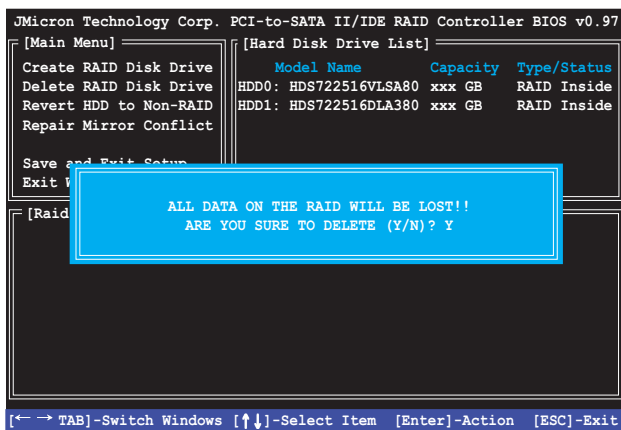 JMicron Technology Corp. PCI-to-SATA II/IDE RAID Controller BIOS v0.97
[Main Menu]
Create RAID Disk Drive
Delete RAID Disk Drive
Revert HDD to Non-RAID
Repair Mirror Conflict
Save and Exit Setup
Exit W
[Hard Disk Drive List]
Model Name Capacity Type/Status
HDD0: HDS722516VLSA80 xxx GB RAID Inside
HDD1: HDS722516DLA380 xxx GB RAID Inside
[Raid
ALL DATA ON THE RAID WILL BE LOST!!
ARE YOU SURE TO DELETE (Y/N)? Y
[← → TAB]-Switch Windows [↑↓]-Select Item [Enter]-Action [ESC]-Exit